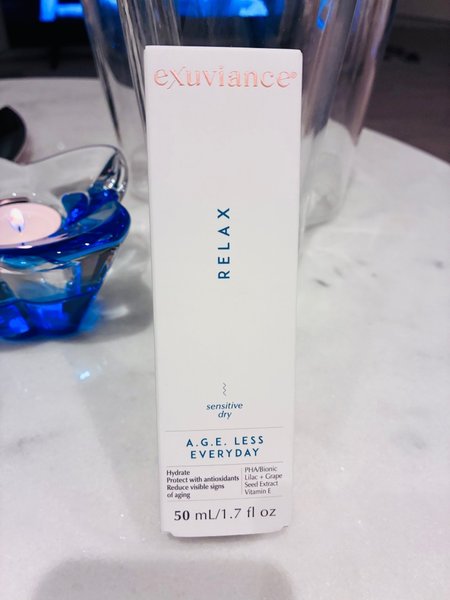 exuviance®
RELAX
sensitive
dry
A.G.E. LESS
EVERYDAY
Hydrate
Protect with antioxidants
Reduce visible signs
of aging
PHA/Bionic
Lilac + Grape
Seed Extract
Vitamin E
50 mL/1.7 fl oz